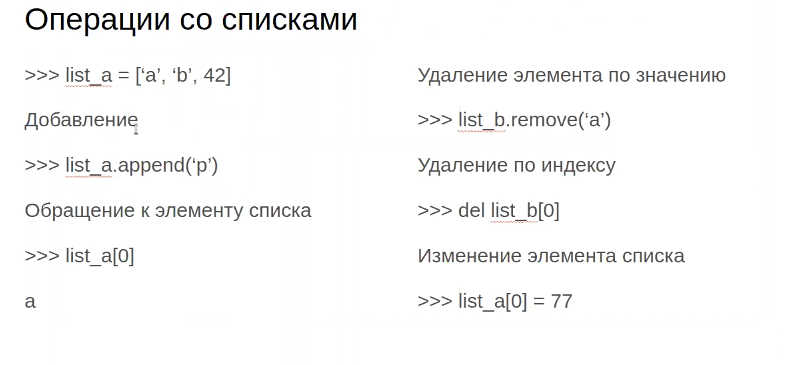 Операции со списками
>>> list_a = [‘a’, ‘b’, 42]
Добавление
>>> list_a.append(‘p’)
Обращение к элементу списка
>>> list_a[0]
a
Удаление элемента по значению
>>> list_b.remove(‘a’)
Удаление по индексу
>>> del list_b[0]
Изменение элемента списка
>>> list_a[0] = 77